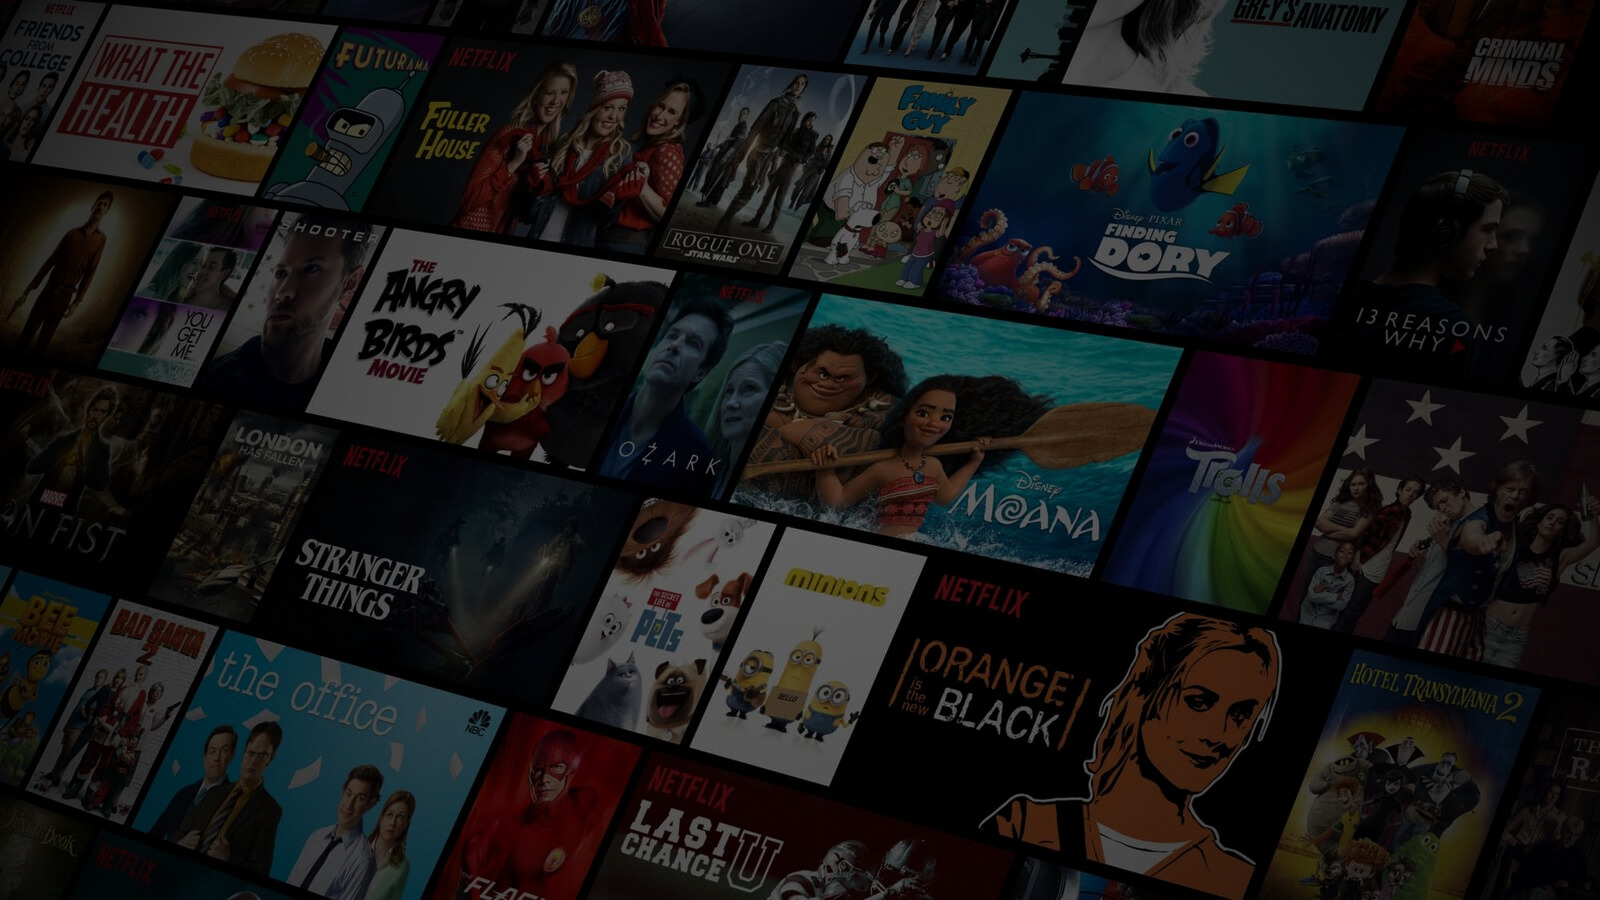 NETFLIX
FRIENDS
FROM
COLLEGE
WHAT THE
HEALTH
FUTURAMA
NETFLIX
FULLER
HOUSE
ROGUE ONE
STAR WARS
FAMILY
GUY
GREY'S ANATOMY
CRIMINAL
MINDS
Disney PIXAR
FINDING
DORY
NETFLIX
13 REASONS
WHY
NETFLIX
YOU
GET
ME
SHOOTER
THE
ANGRY
BIRDS
MOVIE
NETFLIX
OZARK
Disney
MOANA
DREAMWORKS
TROLLS
NETFLIX
MARVEL
FIST
LONDON
HAS FALLEN
NETFLIX
STRANGER
THINGS
THE SECRET
LIFE OF
PETS
MINIONS
HELLO
NETFLIX
ORANGE
is
the
new
BLACK
HOTEL TRANSYLVANIA 2
BEE
MOVIE
BAD SANTA
2
the office
NBC
FLASH
NETFLIX
LAST
CHANCE
U
Book
NETFLIX